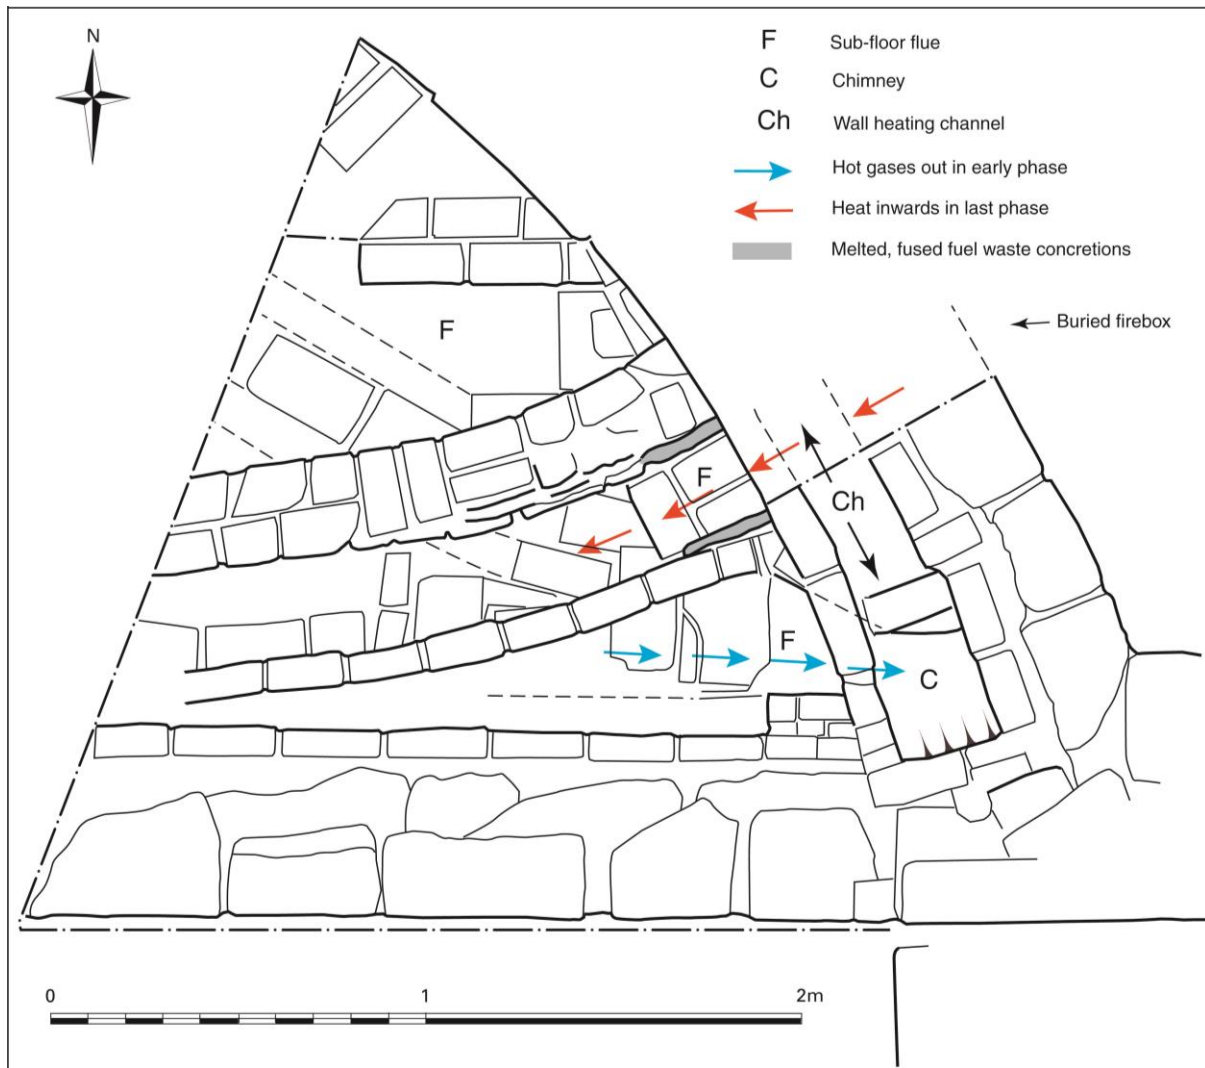 N
F Sub-floor flue
C Chimney
Ch Wall heating channel
Hot gases out in early phase
Heat inwards in last phase
Melted, fused fuel waste concretions
Buried firebox
F
F
Ch
F
C
0 1 2m